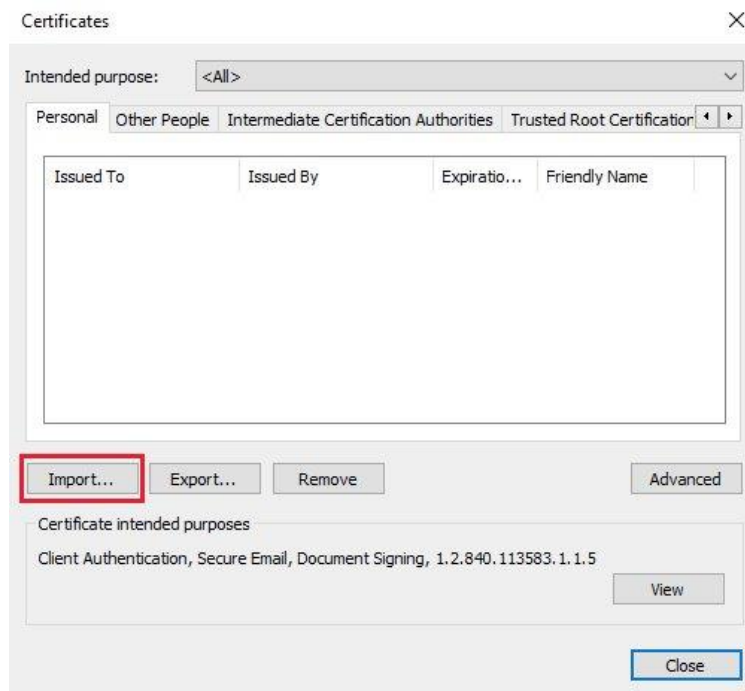 Certificates
Intended purpose: <All>
Personal Other People Intermediate Certification Authorities Trusted Root Certification
Issued To Issued By Expiratio... Friendly Name
Import... Export... Remove Advanced
Certificate intended purposes
Client Authentication, Secure Email, Document Signing, 1.2.840.113583.1.1.5
View
Close